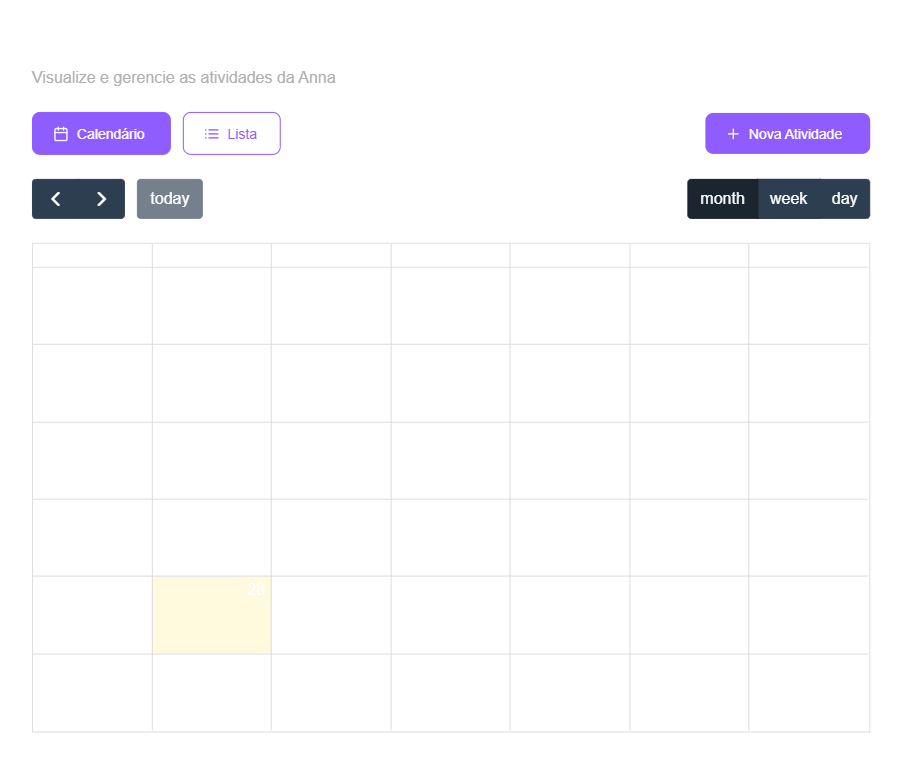 Visualize e gerencie as atividades da Anna
Calendário
Lista
Nova Atividade
today
month week day
28